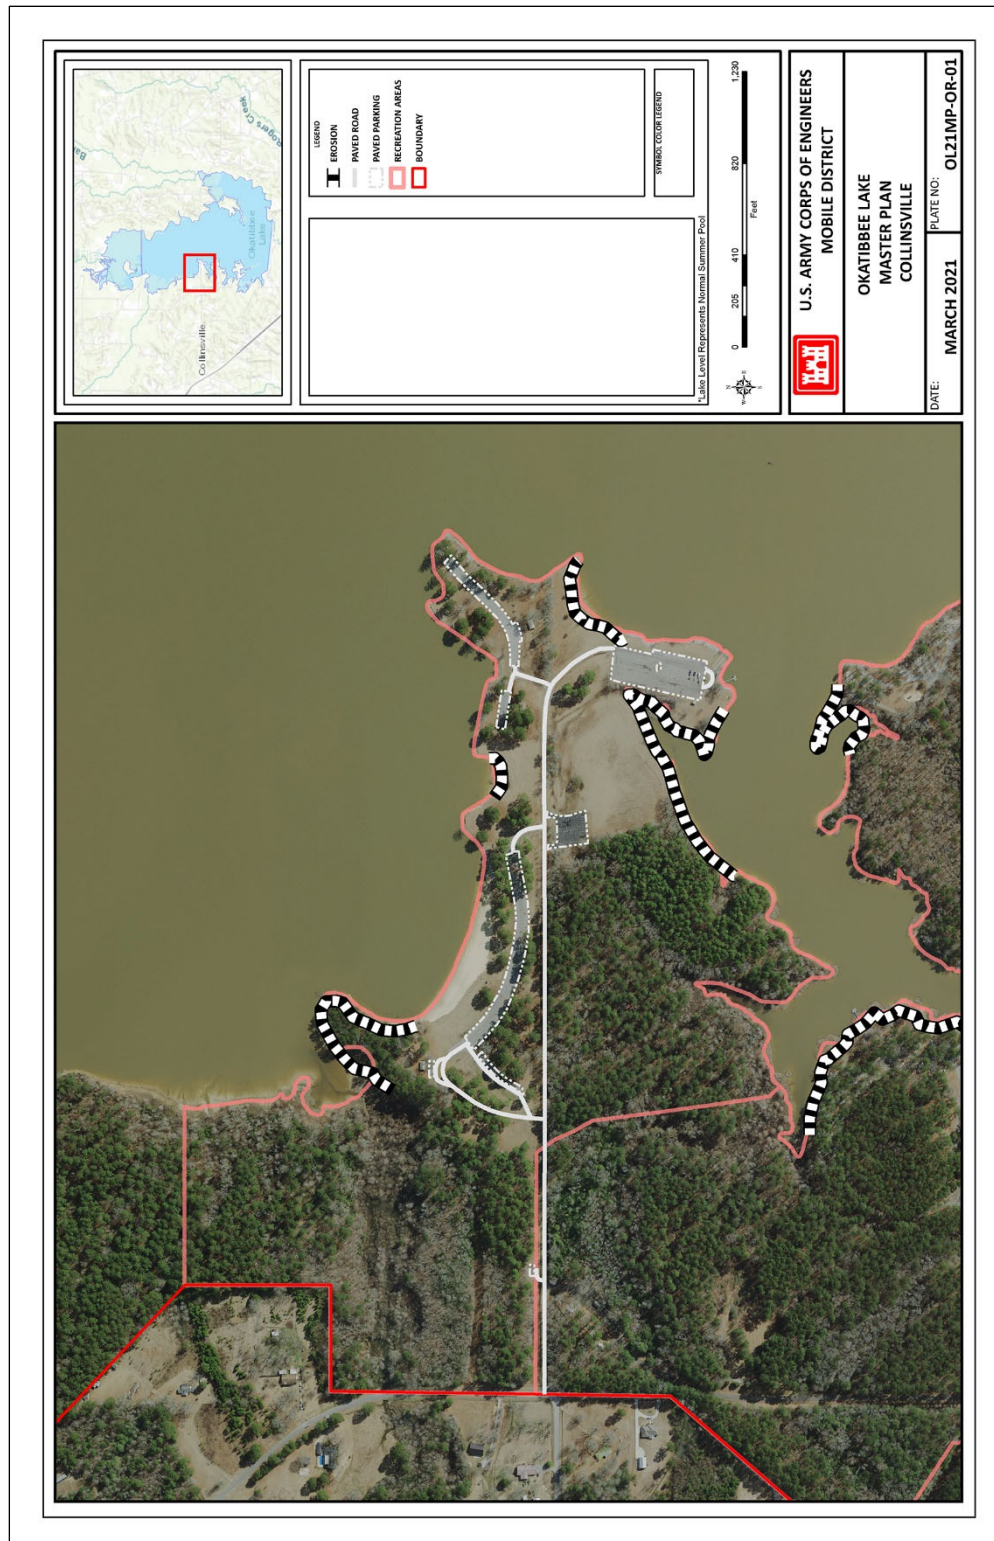 Rogers Creek
Okatibbee
Lake
Collinsville
LEGEND
EROSION
PAVED ROAD
PAVED PARKING
RECREATION AREAS
BOUNDARY
SYMBOL COLOR LEGEND
*Lake Level Represents Normal Summer Pool
0 205 410 820 1,230
Feet
U.S. ARMY CORPS OF ENGINEERS
MOBILE DISTRICT
OKATIBBEE LAKE
MASTER PLAN
COLLINSVILLE
DATE:
MARCH 2021
PLATE NO:
OL21MP-OR-01